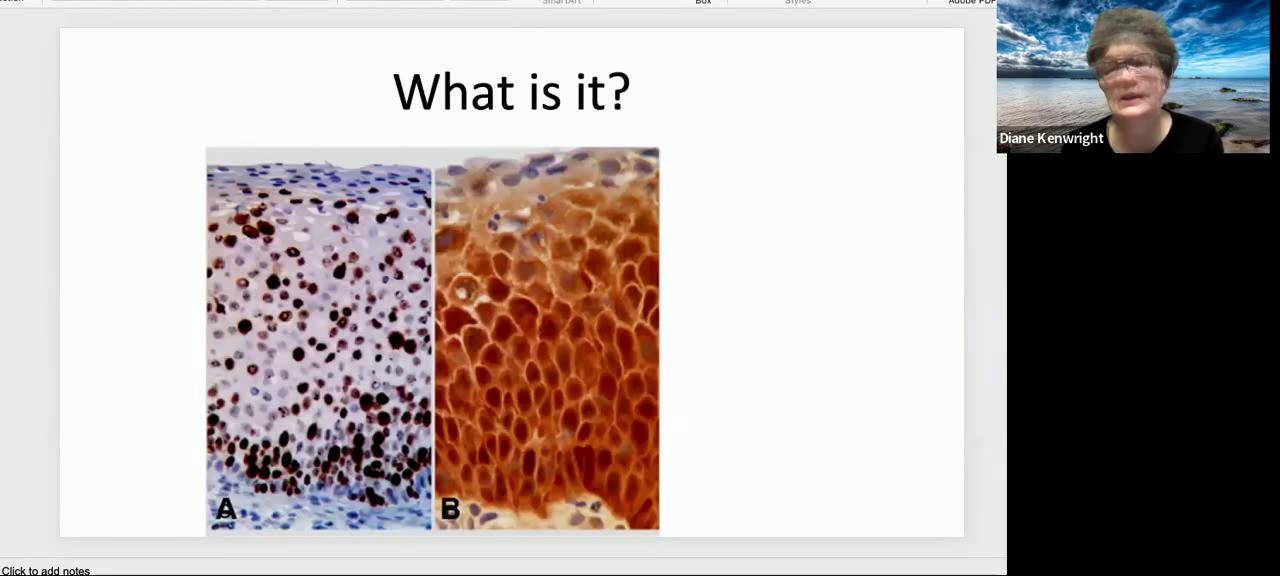 SmartArt
Box
Styles
Adobe PDF
What is it?
Diane Kenwright
A
B
Click to add notes